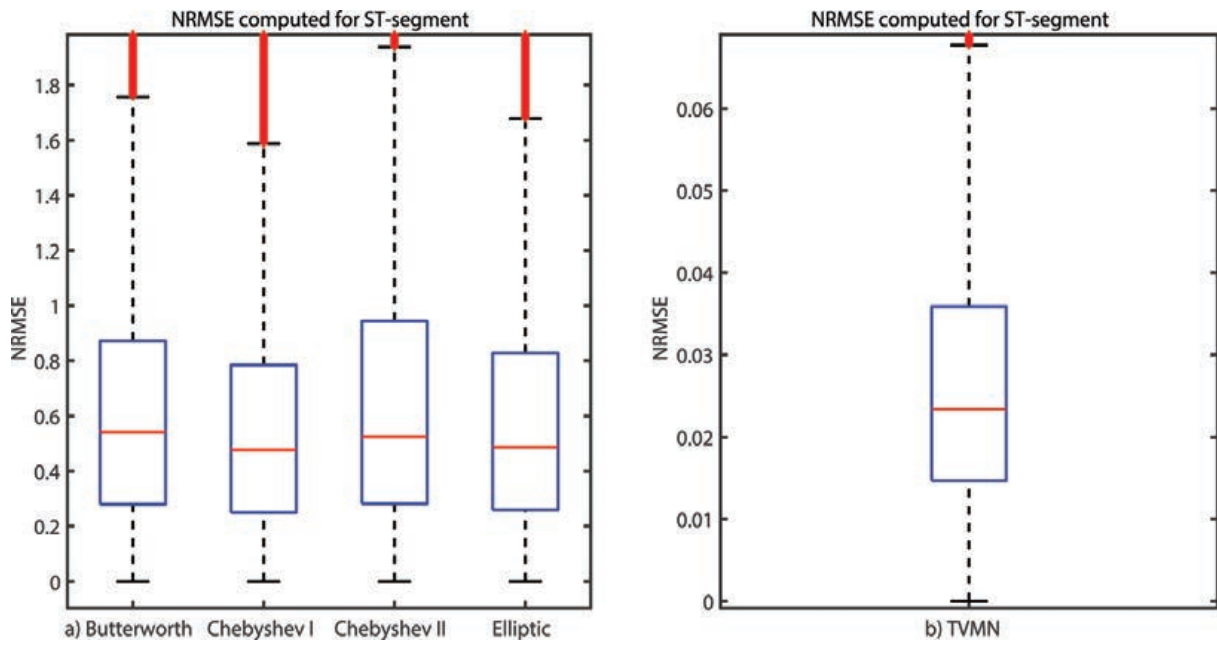 NRMSE computed for ST-segment
NRMSE
1.8
1.6
1.4
1.2
1
0.8
0.6
0.4
0.2
0
a) Butterworth Chebyshev I Chebyshev II Elliptic
NRMSE computed for ST-segment
NRMSE
0.06
0.05
0.04
0.03
0.02
0.01
0
b) TVMN